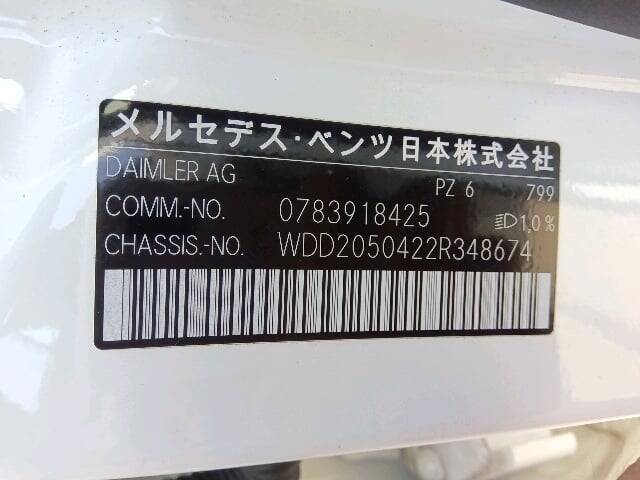 メルセデス・ベンツ日本株式会社
DAIMLER AG PZ 6 799
COMM.-NO. 0783918425 1,0%
CHASSIS.-NO. WDD2050422R348674